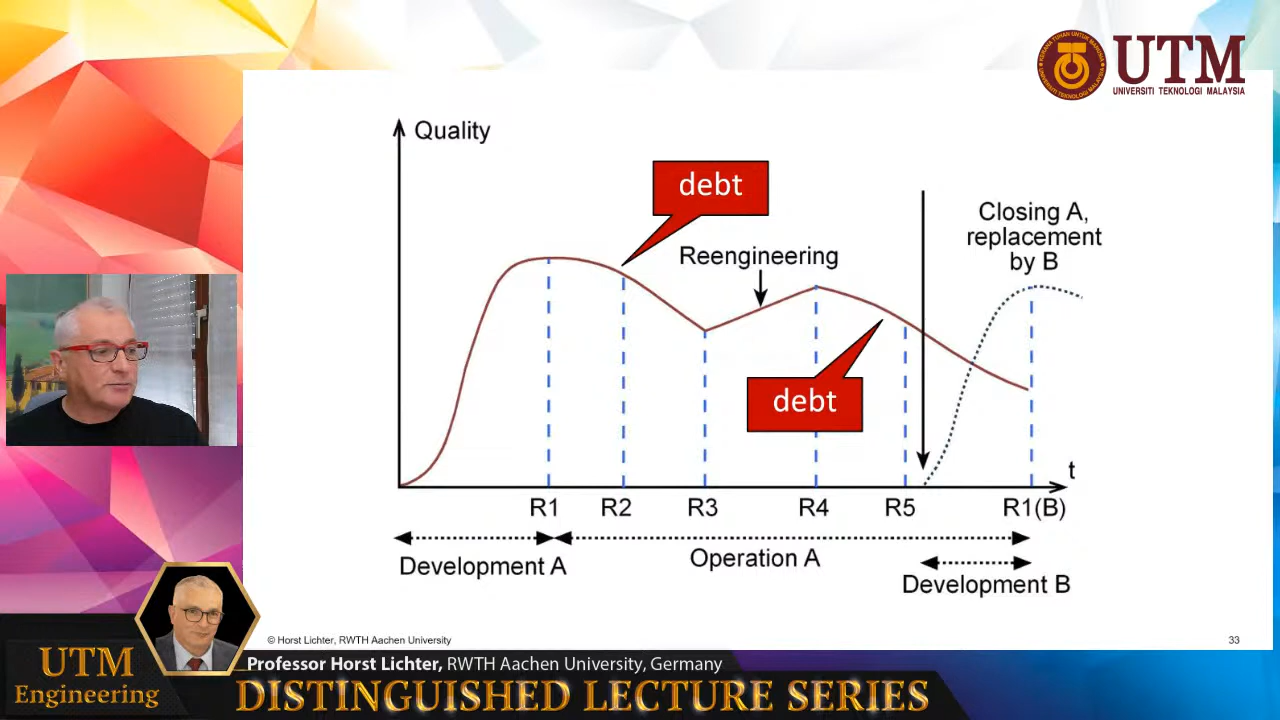 UTM
UNIVERSITI TEKNOLOGI MALAYSIA
Quality
debt
Closing A,
replacement
by B
Reengineering
debt
t
R1
R2
R3
R4
R5
R1(B)
Development A
Operation A
Development B
© Horst Lichter, RWTH Aachen University
33
UTM
Engineering
Professor Horst Lichter, RWTH Aachen University, Germany
DISTINGUISHED LECTURE SERIES